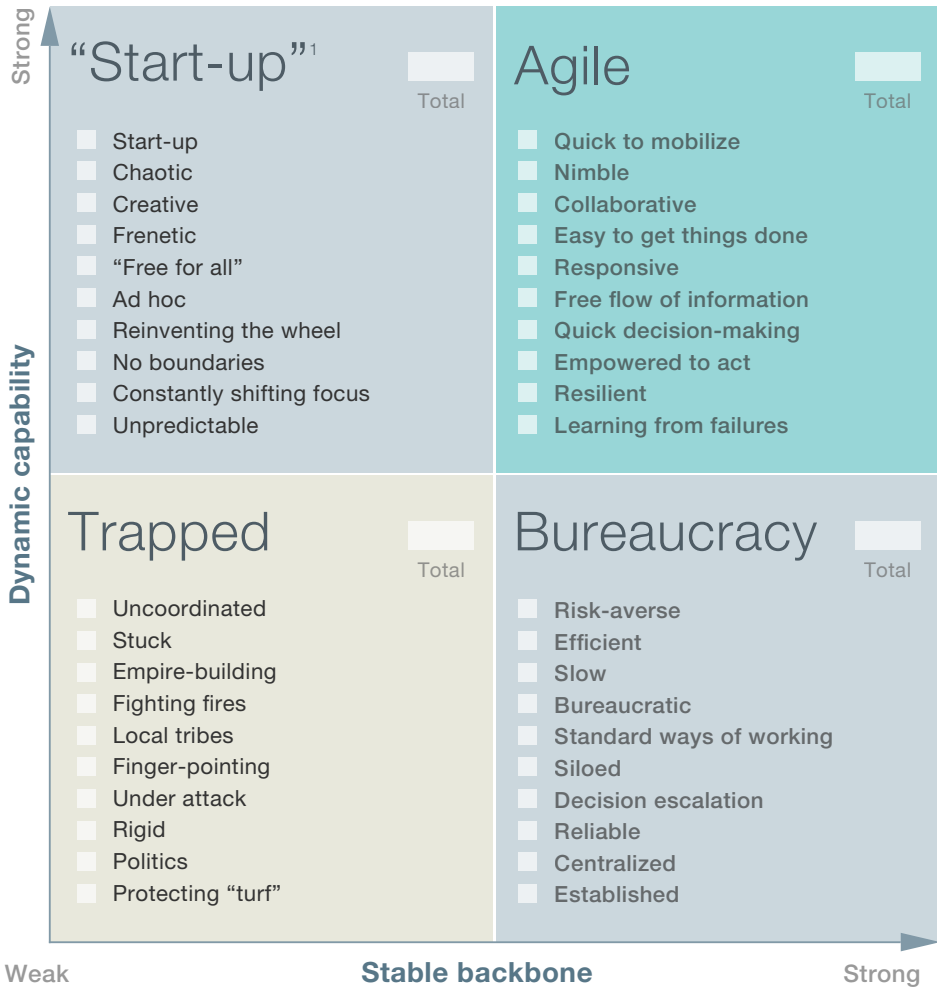 Strong
“Start-up”1
Total
Start-up
Chaotic
Creative
Frenetic
“Free for all”
Ad hoc
Reinventing the wheel
No boundaries
Constantly shifting focus
Unpredictable
Agile
Total
Quick to mobilize
Nimble
Collaborative
Easy to get things done
Responsive
Free flow of information
Quick decision-making
Empowered to act
Resilient
Learning from failures
Dynamic capability
Trapped
Total
Uncoordinated
Stuck
Empire-building
Fighting fires
Local tribes
Finger-pointing
Under attack
Rigid
Politics
Protecting “turf”
Bureaucracy
Total
Risk-averse
Efficient
Slow
Bureaucratic
Standard ways of working
Siloed
Decision escalation
Reliable
Centralized
Established
Weak
Stable backbone
Strong